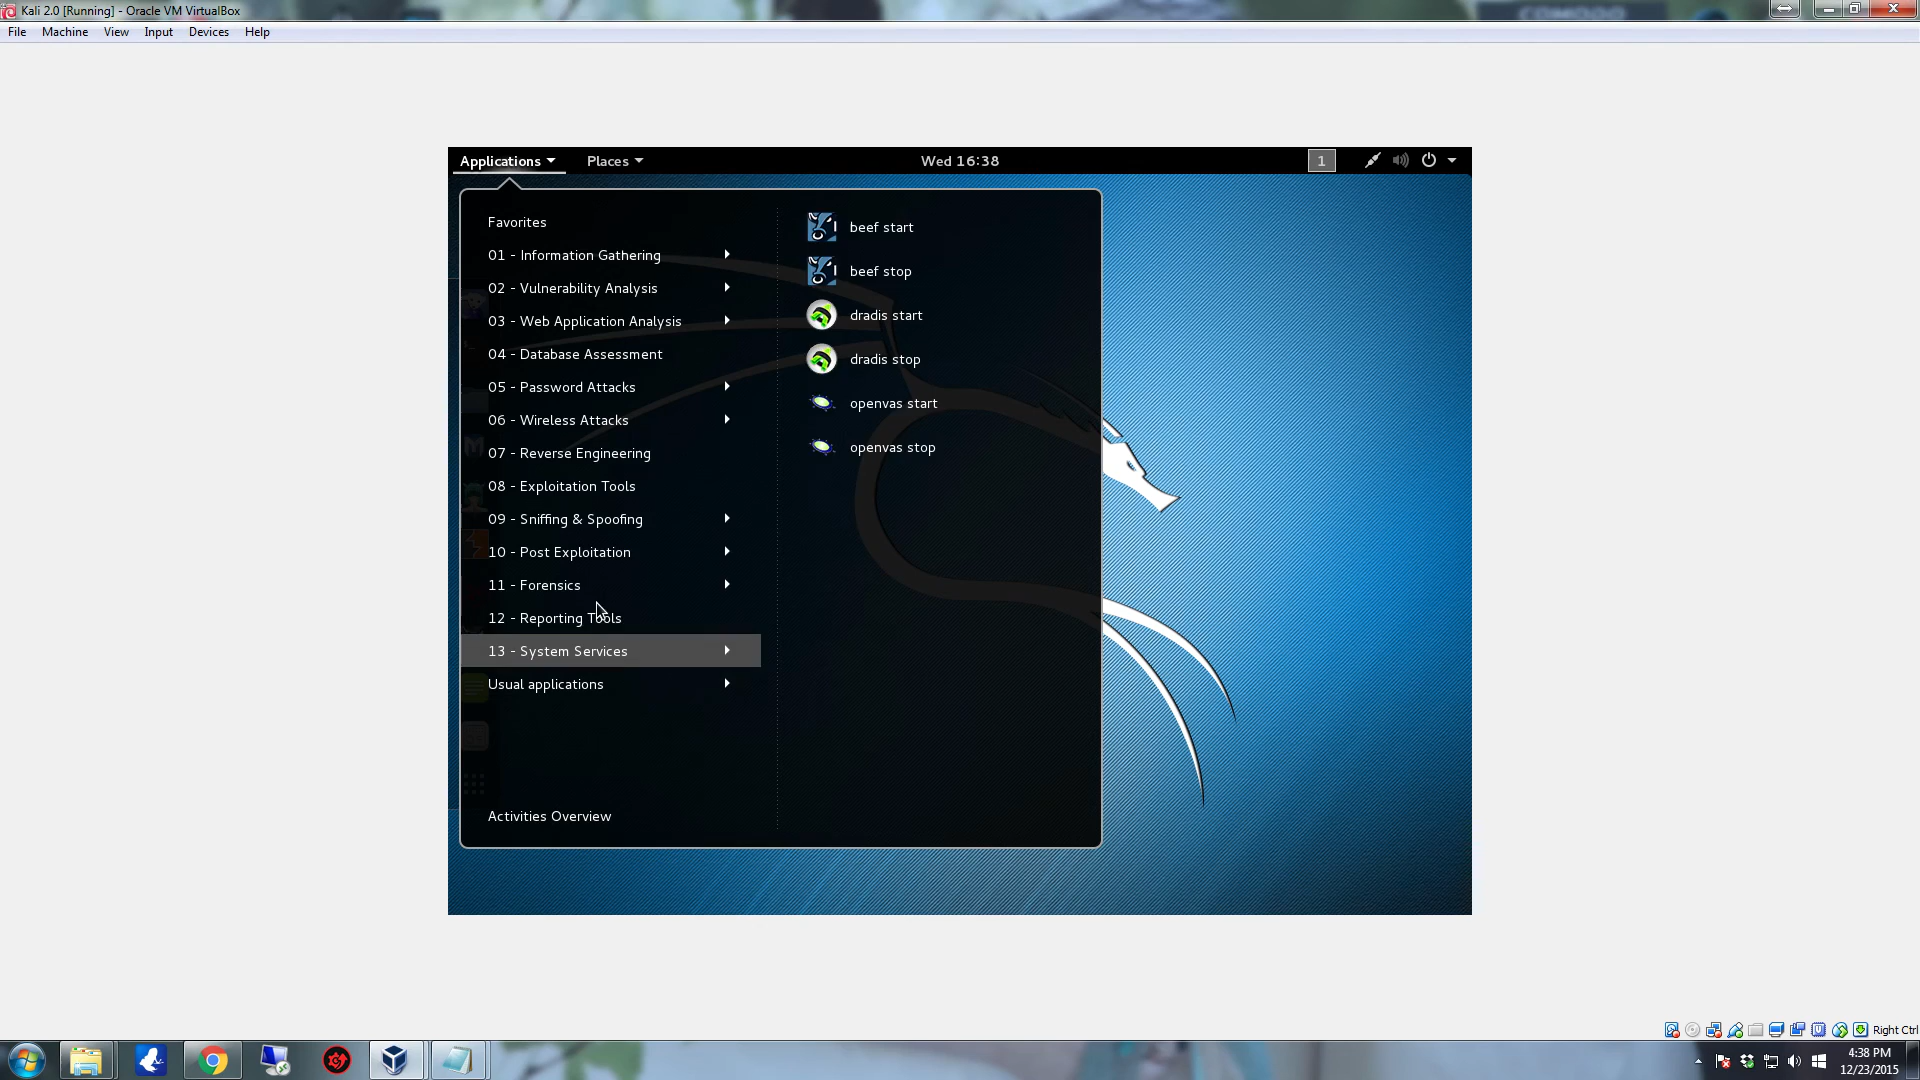 Kali 2.0 [Running] - Oracle VM VirtualBox
File Machine View Input Devices Help
Applications Places Wed 16:38 1
Favorites
01 - Information Gathering
02 - Vulnerability Analysis
03 - Web Application Analysis
04 - Database Assessment
05 - Password Attacks
06 - Wireless Attacks
07 - Reverse Engineering
08 - Exploitation Tools
09 - Sniffing & Spoofing
10 - Post Exploitation
11 - Forensics
12 - Reporting Tools
13 - System Services
Usual applications
Activities Overview
beef start
beef stop
dradis start
dradis stop
openvas start
openvas stop
Right Ctrl
4:38 PM
12/23/2015